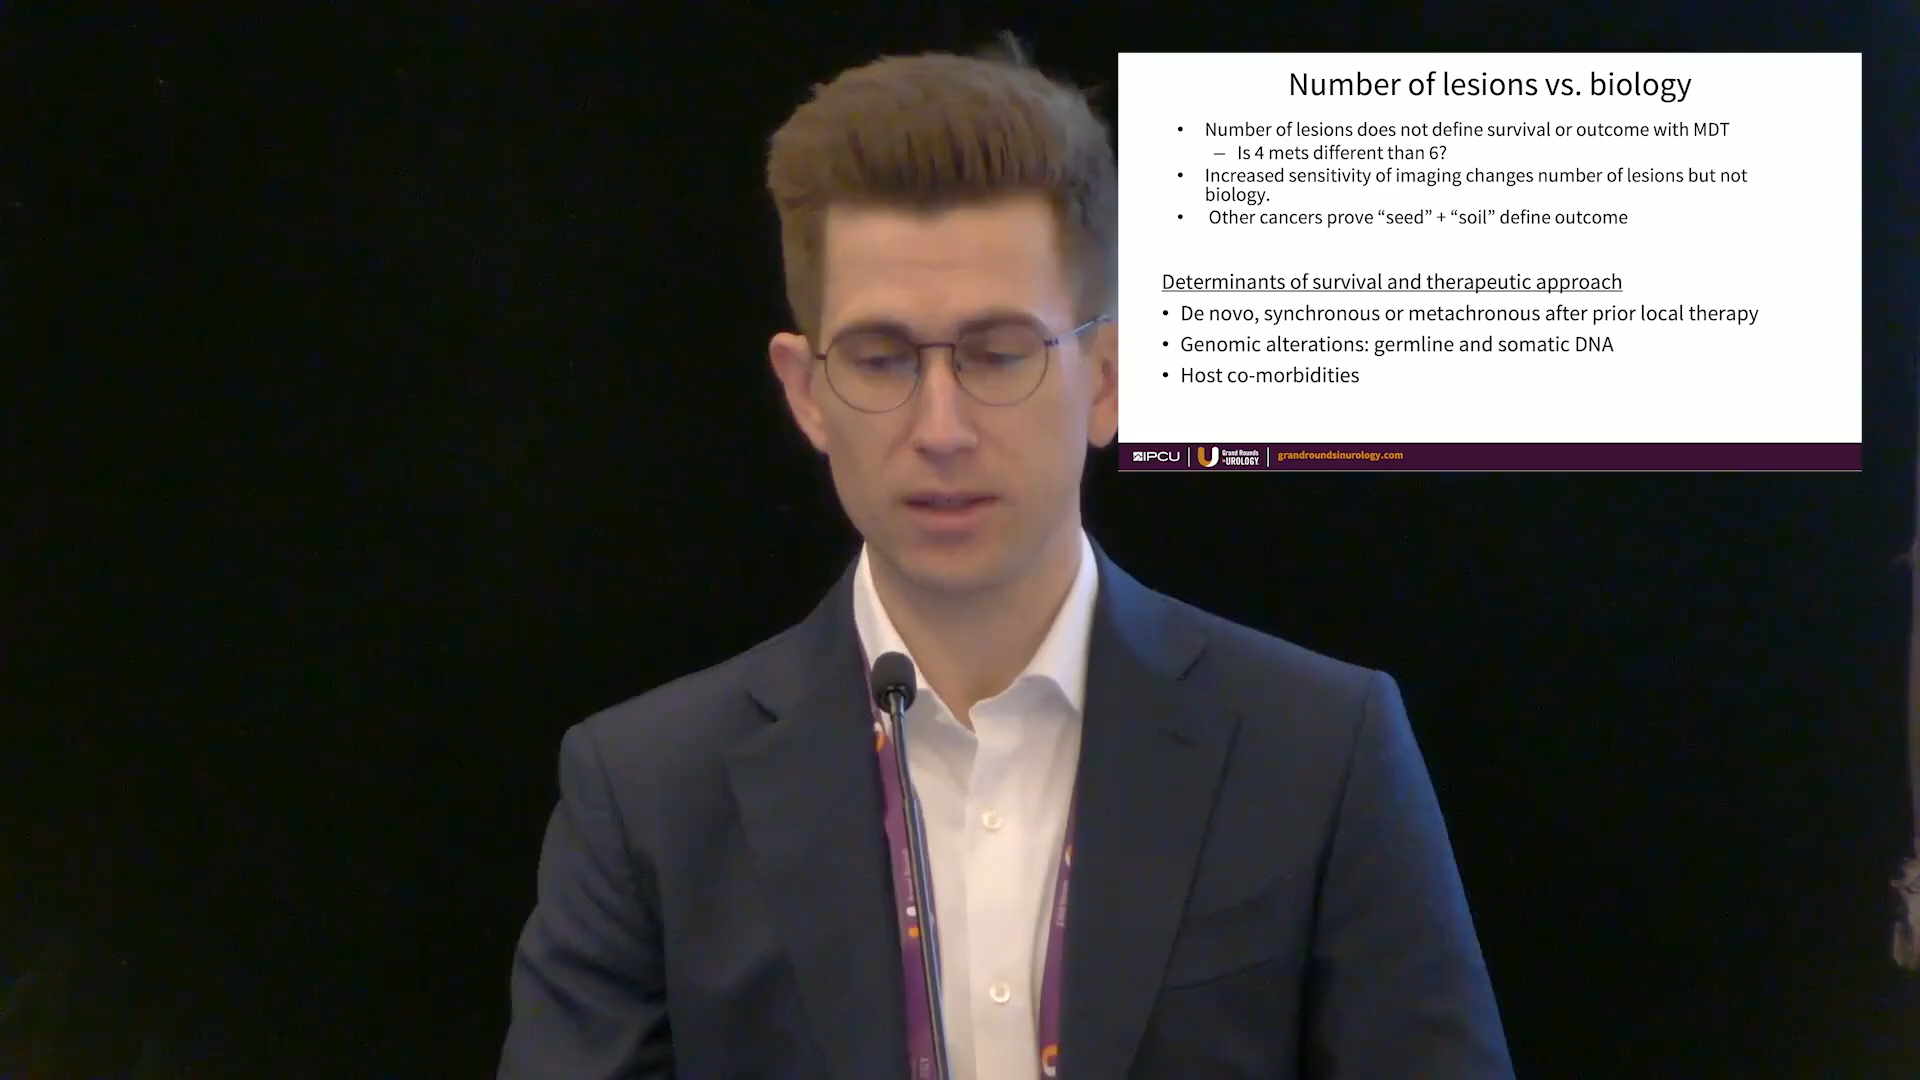 Number of lesions vs. biology
• Number of lesions does not define survival or outcome with MDT
– Is 4 mets different than 6?
• Increased sensitivity of imaging changes number of lesions but not
biology.
• Other cancers prove “seed” + “soil” define outcome
Determinants of survival and therapeutic approach
• De novo, synchronous or metachronous after prior local therapy
• Genomic alterations: germline and somatic DNA
• Host co-morbidities
IPCU
Grand Rounds
in UROLOGY
grandroundsinurology.com